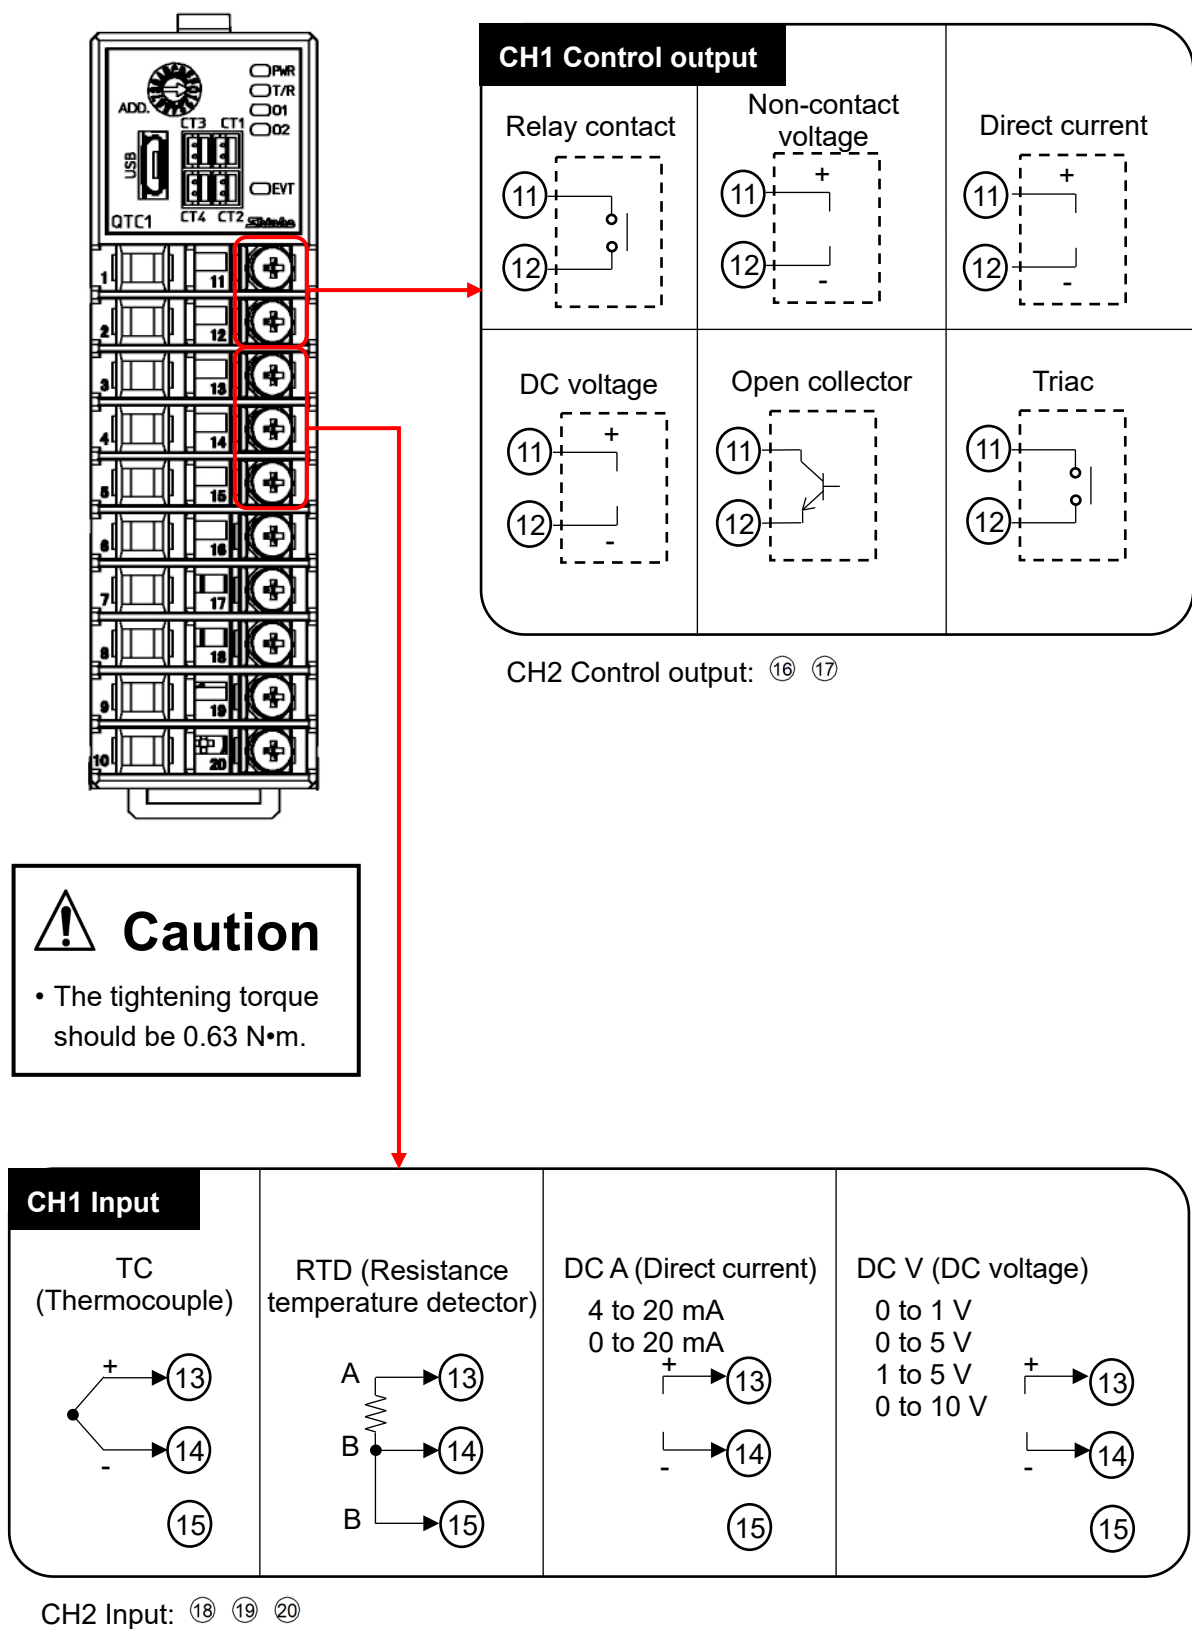 ADD.
PWR
T/R
O1
O2
CT3 CT1
USB
EVT
CT4 CT2
QTC1
Shinko
1 11
2 12
3 13
4 14
5 15
6 16
7 17
8 18
9 19
10 20
CH1 Control output
Relay contact
11
12
Non-contact
voltage
11 +
12 -
Direct current
11 +
12 -
DC voltage
11 +
12 -
Open collector
11
12
Triac
11
12
CH2 Control output: ⑯ ⑰
Caution
• The tightening torque
should be 0.63 N•m.
CH1 Input
TC
(Thermocouple)
+ 13
- 14
15
RTD (Resistance
temperature detector)
A 13
B 14
B 15
DC A (Direct current)
4 to 20 mA
0 to 20 mA
+ 13
- 14
15
DC V (DC voltage)
0 to 1 V
0 to 5 V
1 to 5 V
0 to 10 V
+ 13
- 14
15
CH2 Input: ⑱ ⑲ ⑳